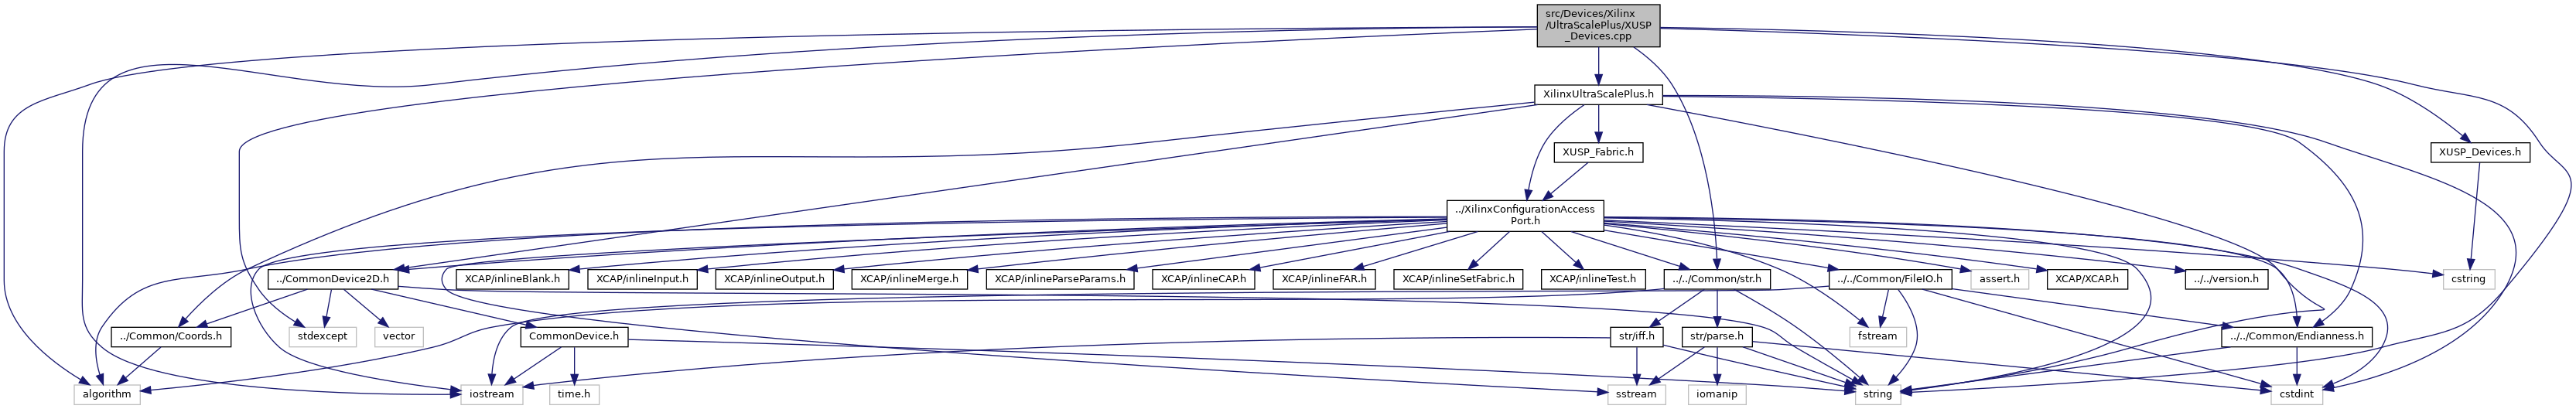 src/Devices/Xilinx
/UltraScalePlus/XUSP
_Devices.cpp
XilinxUltraScalePlus.h
XUSP_Fabric.h
XUSP_Devices.h
../XilinxConfigurationAccess
Port.h
../CommonDevice2D.h
XCAP/inlineBlank.h
XCAP/inlineInput.h
XCAP/inlineOutput.h
XCAP/inlineMerge.h
XCAP/inlineParseParams.h
XCAP/inlineCAP.h
XCAP/inlineFAR.h
XCAP/inlineSetFabric.h
XCAP/inlineTest.h
../../Common/str.h
../../Common/FileIO.h
assert.h
XCAP/XCAP.h
../../version.h
cstring
../Common/Coords.h
stdexcept
vector
CommonDevice.h
str/iff.h
str/parse.h
fstream
../../Common/Endianness.h
algorithm
iostream
time.h
sstream
iomanip
string
cstdint